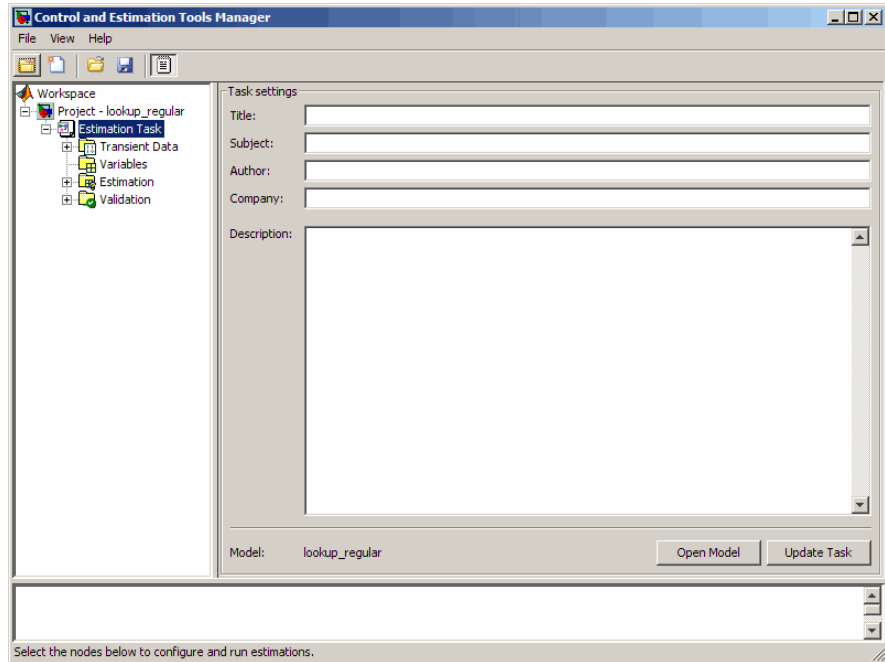 Control and Estimation Tools Manager
File View Help
Workspace
Project - lookup_regular
Estimation Task
Transient Data
Variables
Estimation
Validation
Task settings
Title:
Subject:
Author:
Company:
Description:
Model: lookup_regular
Open Model
Update Task
Select the nodes below to configure and run estimations.